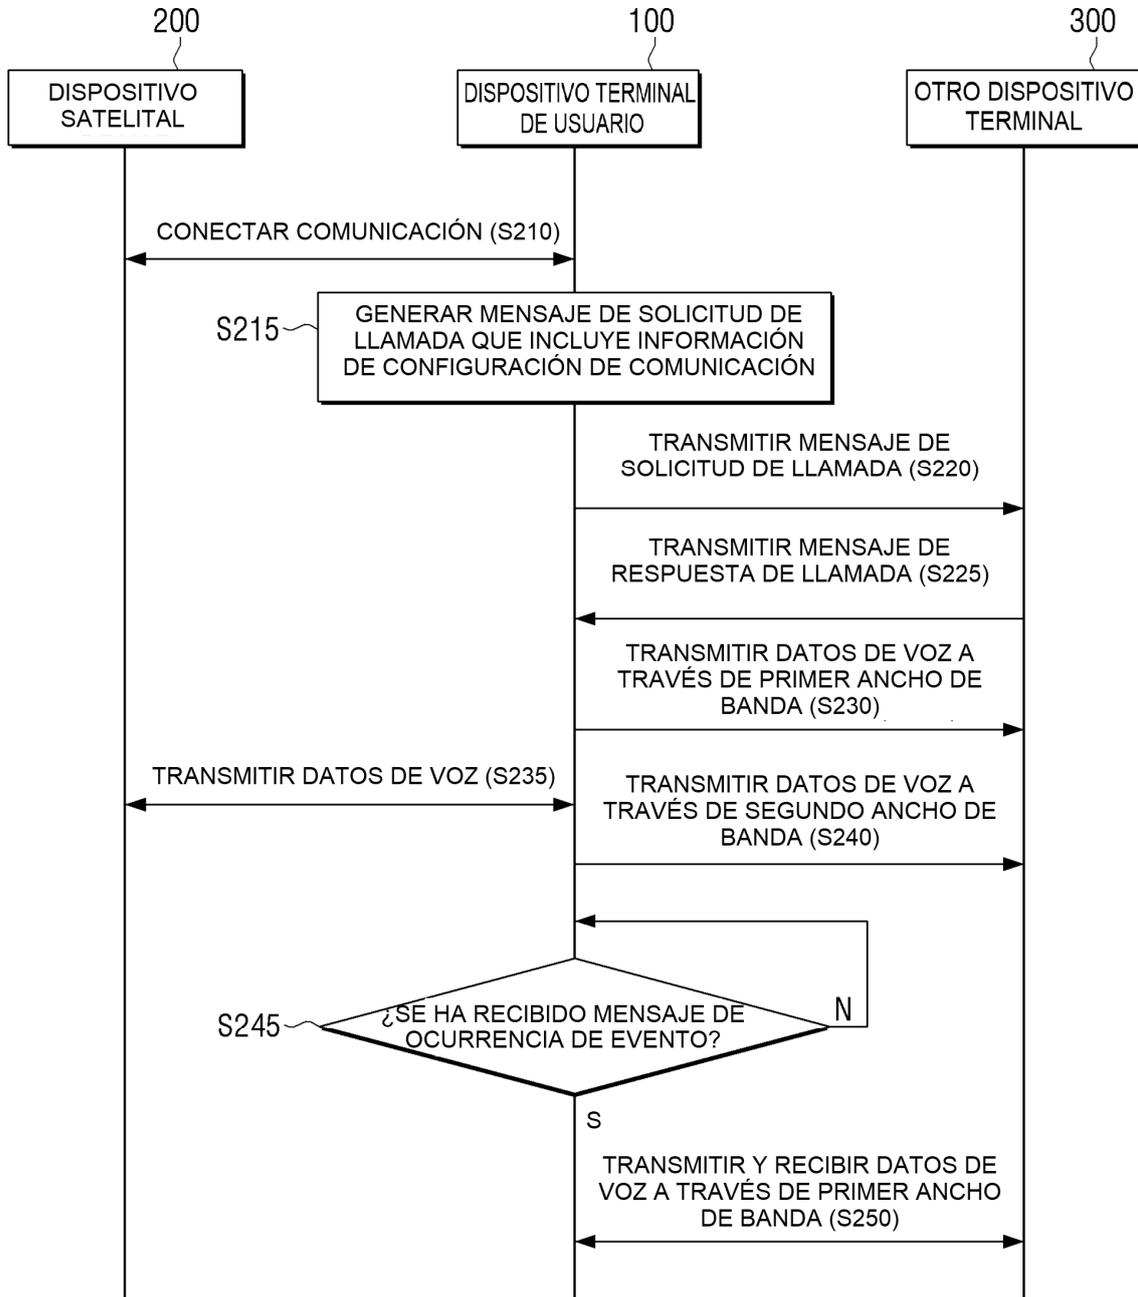 200
100
300
DISPOSITIVO
SATELITAL
DISPOSITIVO TERMINAL
DE USUARIO
OTRO DISPOSITIVO
TERMINAL
CONECTAR COMUNICACIÓN (S210)
S215
GENERAR MENSAJE DE SOLICITUD DE
LLAMADA QUE INCLUYE INFORMACIÓN
DE CONFIGURACIÓN DE COMUNICACIÓN
TRANSMITIR MENSAJE DE
SOLICITUD DE LLAMADA (S220)
TRANSMITIR MENSAJE DE
RESPUESTA DE LLAMADA (S225)
TRANSMITIR DATOS DE VOZ A
TRAVÉS DE PRIMER ANCHO DE
BANDA (S230)
TRANSMITIR DATOS DE VOZ (S235)
TRANSMITIR DATOS DE VOZ A
TRAVÉS DE SEGUNDO ANCHO DE
BANDA (S240)
S245
¿SE HA RECIBIDO MENSAJE DE
OCURRENCIA DE EVENTO?
N
S
TRANSMITIR Y RECIBIR DATOS DE
VOZ A TRAVÉS DE PRIMER ANCHO
DE BANDA (S250)